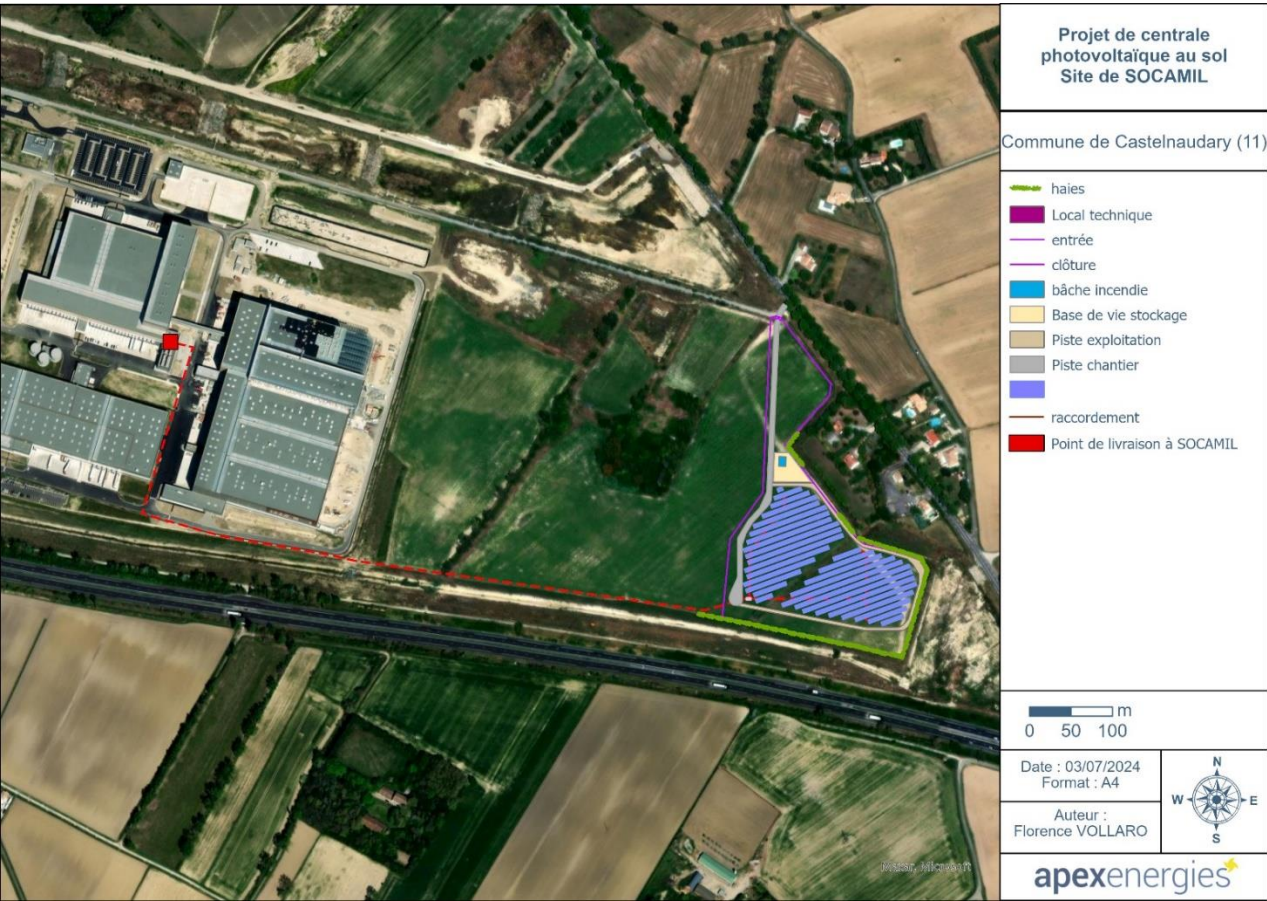 Projet de centrale
photovoltaïque au sol
Site de SOCAMIL
Commune de Castelnaudary (11)
haies
Local technique
entrée
clôture
bâche incendie
Base de vie stockage
Piste exploitation
Piste chantier
raccordement
Point de livraison à SOCAMIL
m
0 50 100
Date : 03/07/2024
Format : A4
Auteur :
Florence VOLLARO
N
W E
S
Maxar, Microsoft
apexenergies